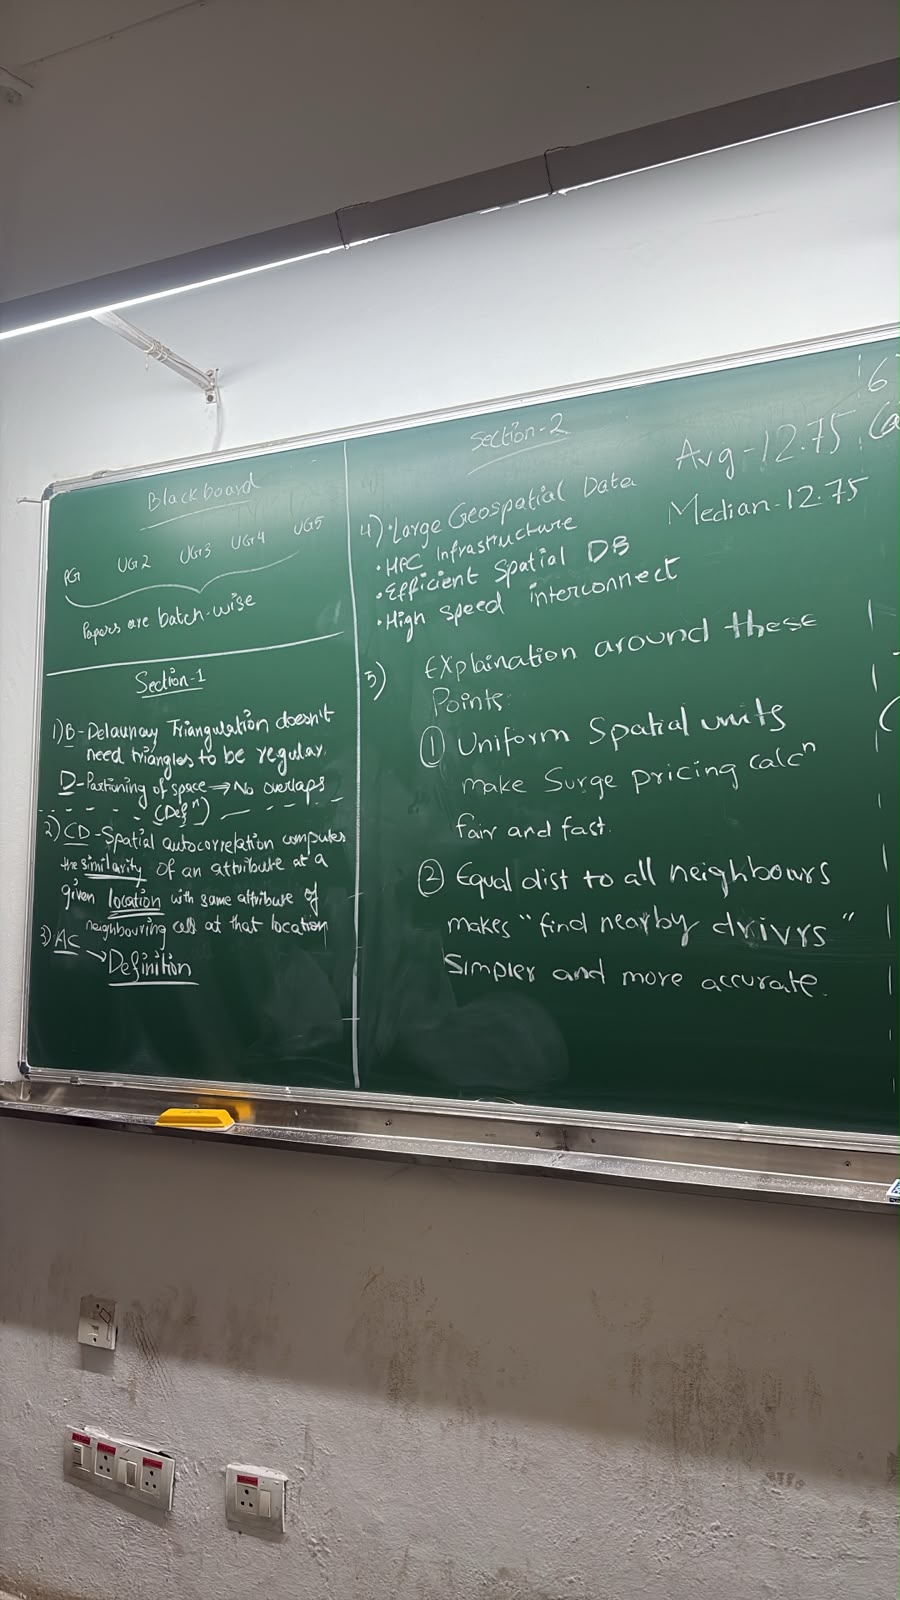 Blackboard
PG UG2 UG3 UG4 UG5
Papers are batch-wise
Section-1
1) B - Delaunay Triangulation doesn't
need triangles to be regular.
D - Partioning of space → No overlaps
(Defⁿ)
2) CD - Spatial autocorrelation computes
the similarity of an attribute at a
given location with same attribute of
neighbouring cells at that location
3) AC
→ Definition
Section-2
4) • Large Geospatial Data
• HPC Infrastructure
• Efficient Spatial DB
• High speed interconnect
5) Explaination around these
Points:
① Uniform Spatial units
make Surge pricing calcⁿ
fair and fast.
② Equal dist to all neighbours
makes "find nearby drivrs"
Simpler and more accurate.
Avg - 12.75
Median - 12.75
6